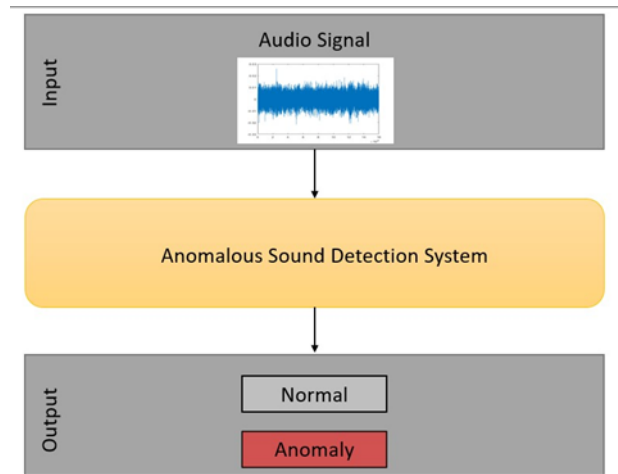 Input
Audio Signal
Anomalous Sound Detection System
Output
Normal
Anomaly